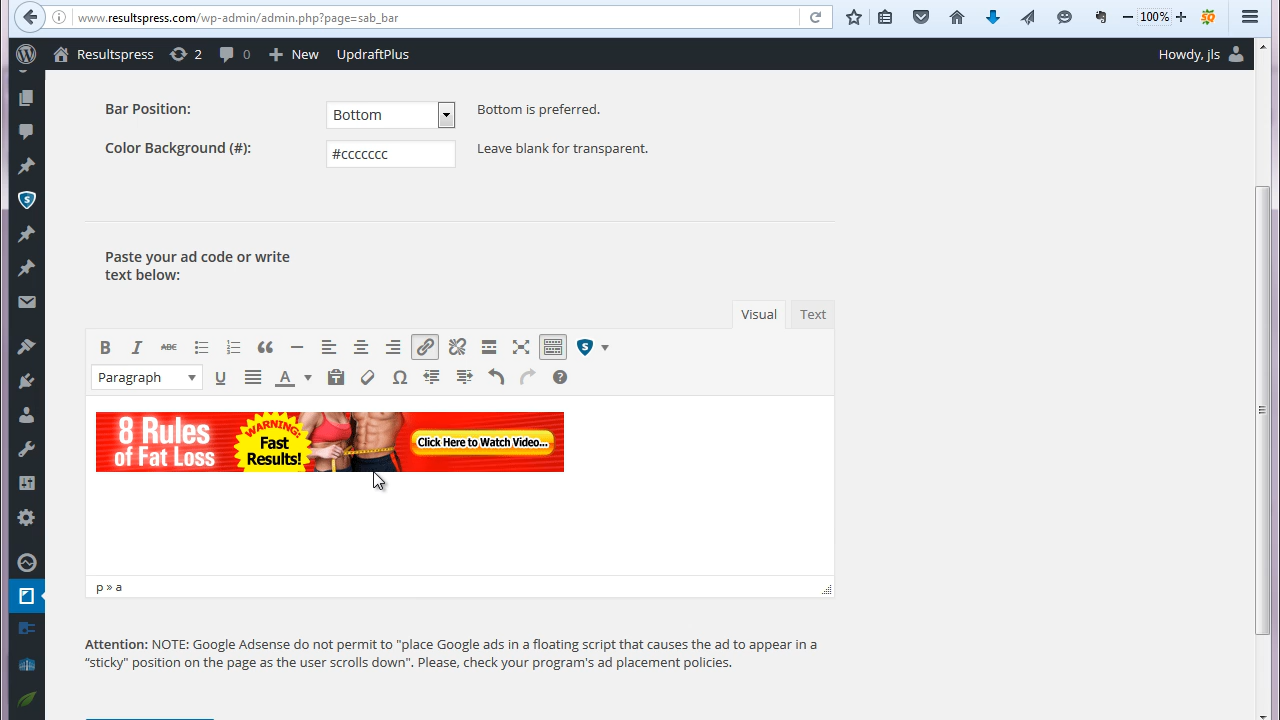 www.resultspress.com/wp-admin/admin.php?page=sab_bar
100%
Resultspress 2 0 New UpdraftPlus Howdy, jls
Bar Position: Bottom Bottom is preferred.
Color Background (#): #ccccccc Leave blank for transparent.
Paste your ad code or write
text below:
Visual Text
B I ABC
Paragraph U A Ω
8 Rules
of Fat Loss
WARNING!
Fast
Results!
Click Here to Watch Video...
p » a
Attention: NOTE: Google Adsense do not permit to "place Google ads in a floating script that causes the ad to appear in a
“sticky" position on the page as the user scrolls down". Please, check your program's ad placement policies.